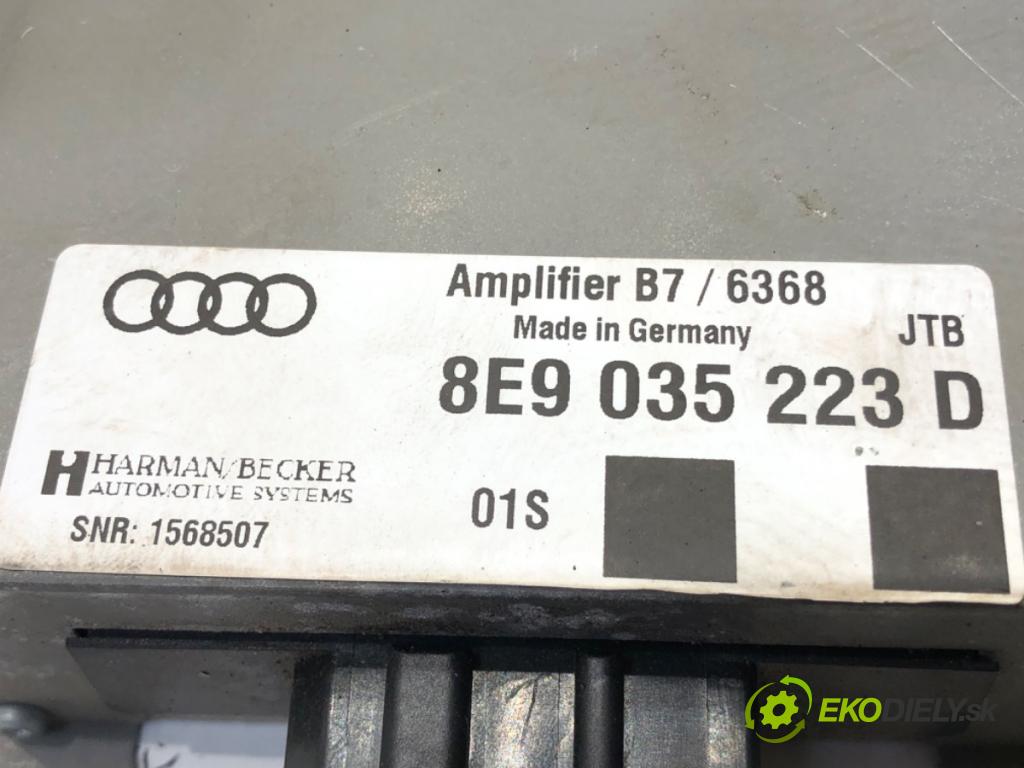 Amplifier B7 / 6368
Made in Germany
JTB
8E9 035 223 D
HARMAN/BECKER
AUTOMOTIVE SYSTEMS
SNR: 1568507
01S
EKODIELY.sk